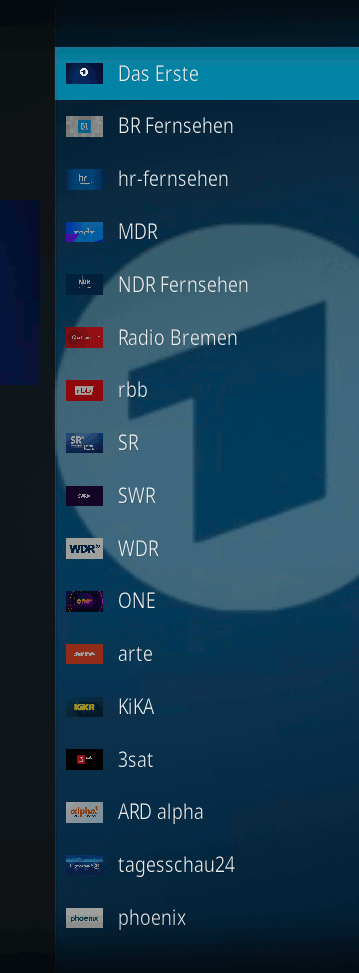 Das Erste
BR Fernsehen
hr-fernsehen
MDR
NDR Fernsehen
Radio Bremen
rbb
SR
SWR
WDR
ONE
arte
KiKA
3sat
ARD alpha
tagesschau24
phoenix